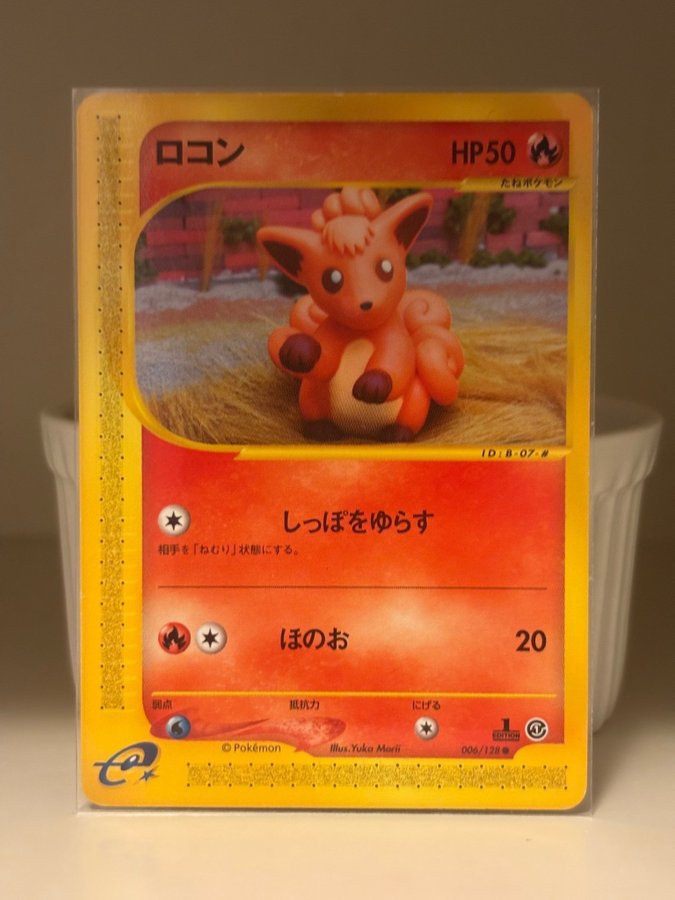 ロコン
HP50
たねポケモン
ID:B-07-#
しっぽをゆらす
相手を「ねむり」状態にする。
ほのお 20
弱点 抵抗力 にげる
1 EDITION
© Pokémon Illus.Yuka Morii 006/128 ●
e